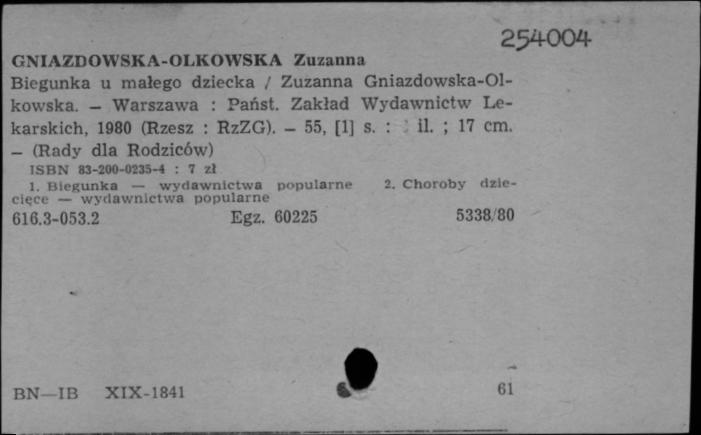 254004
GNIAZDOWSKA-OLKOWSKA Zuzanna
Biegunka u małego dziecka / Zuzanna Gniazdowska-Ol-
kowska. — Warszawa : Państ. Zakład Wydawnictw Le-
karskich, 1980 (Rzesz : RzZG). — 55, [1] s. : il. ; 17 cm.
— (Rady dla Rodziców)
ISBN 83-200-0235-4 : 7 zł
1. Biegunka — wydawnictwa popularne 2. Choroby dzie-
cięce — wydawnictwa popularne
616.3-053.2 Egz. 60225 5338/80
BN—IB XIX-1841 61